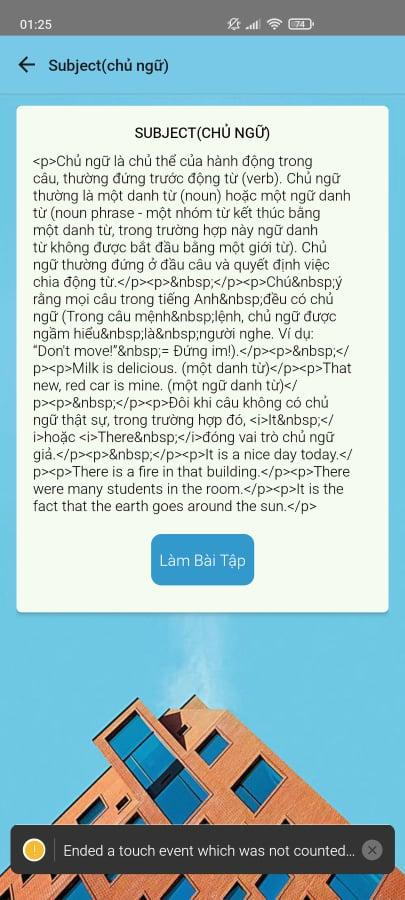 01:25
74
Subject(chủ ngữ)
SUBJECT(CHỦ NGỮ)
<p>Chủ ngữ là chủ thể của hành động trong
câu, thường đứng trước động từ (verb). Chủ ngữ
thường là một danh từ (noun) hoặc một ngữ danh
từ (noun phrase - một nhóm từ kết thúc bằng
một danh từ, trong trường hợp này ngữ danh
từ không được bắt đầu bằng một giới từ). Chủ
ngữ thường đứng ở đầu câu và quyết định việc
chia động từ.</p><p>&nbsp;</p><p>Chú&nbsp;ý
rằng mọi câu trong tiếng Anh&nbsp;đều có chủ
ngữ (Trong câu mệnh&nbsp;lệnh, chủ ngữ được
ngầm hiểu&nbsp;là&nbsp;người nghe. Ví dụ:
“Don't move!”&nbsp;= Đứng im!).</p><p>&nbsp;</
p><p>Milk is delicious. (một danh từ)</p><p>That
new, red car is mine. (một ngữ danh từ)</
p><p>&nbsp;</p><p>Đôi khi câu không có chủ
ngữ thật sự, trong trường hợp đó, <i>It&nbsp;</
i>hoặc <i>There&nbsp;</i>đóng vai trò chủ ngữ
giả.</p><p>&nbsp;</p><p>It is a nice day today.</
p><p>There is a fire in that building.</p><p>There
were many students in the room.</p><p>It is the
fact that the earth goes around the sun.</p>
Làm Bài Tập
Ended a touch event which was not counted...